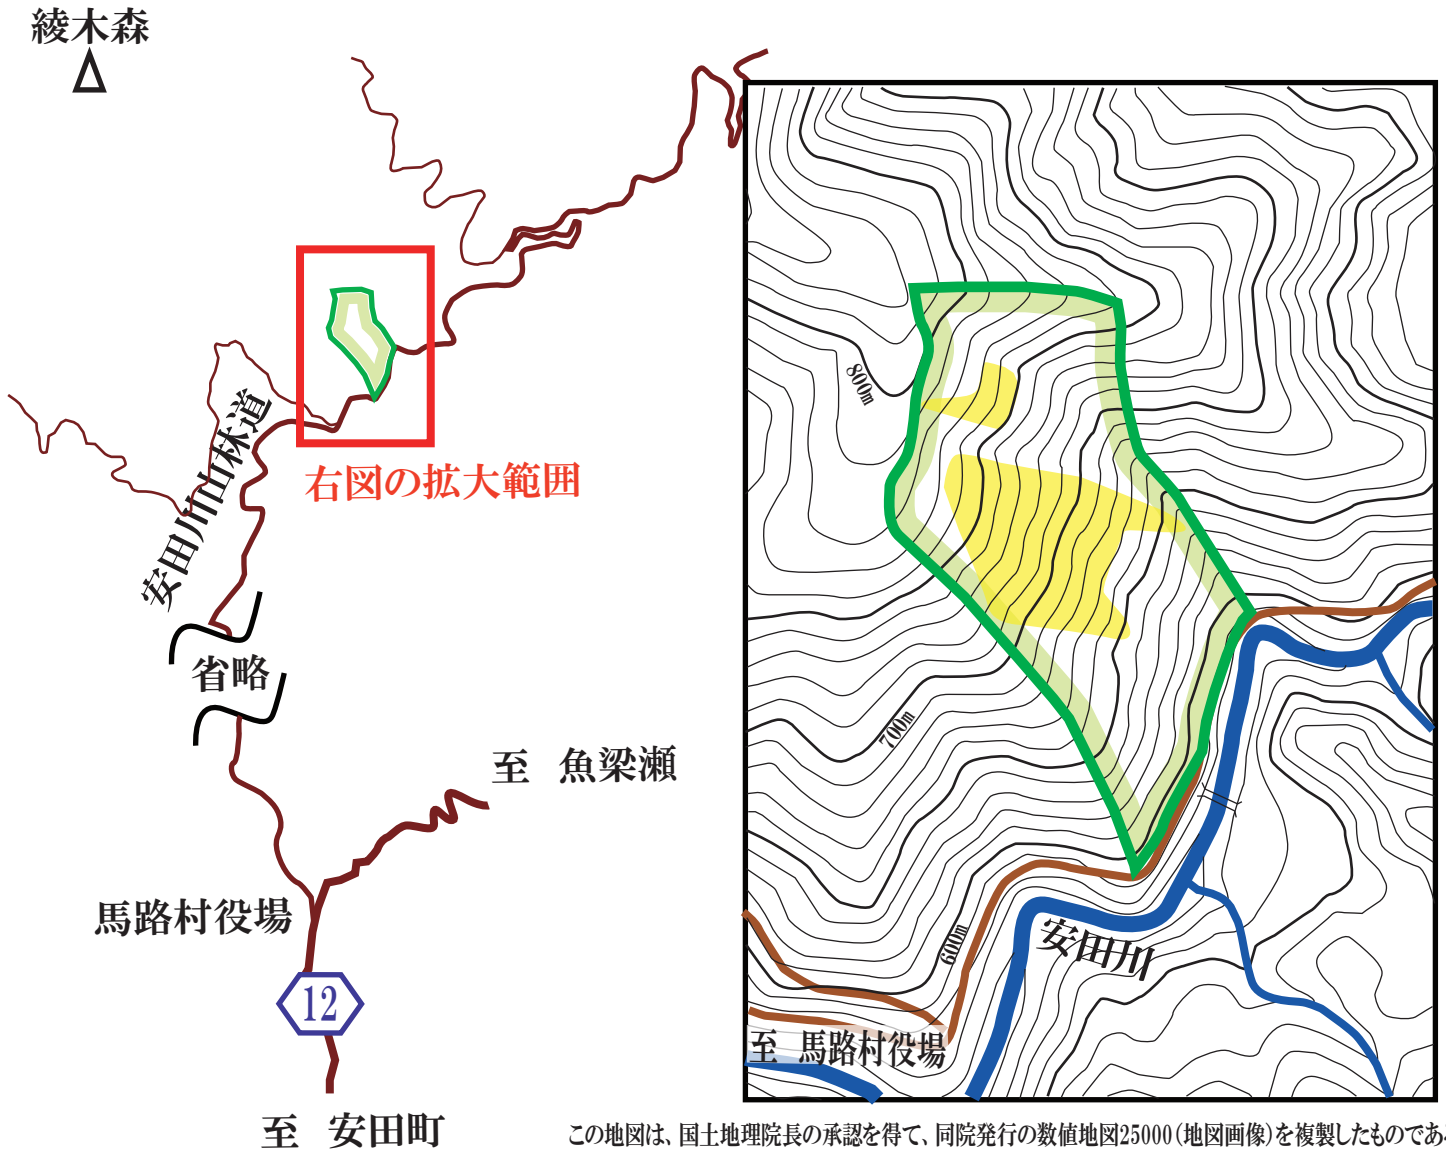 綾木森
800m
安田川山林道
右図の拡大範囲
省略
700m
至 魚梁瀬
馬路村役場
600m
安田川
12
至 馬路村役場
至 安田町
この地図は、国土地理院長の承認を得て、同院発行の数値地図25000(地図画像)を複製したものであ